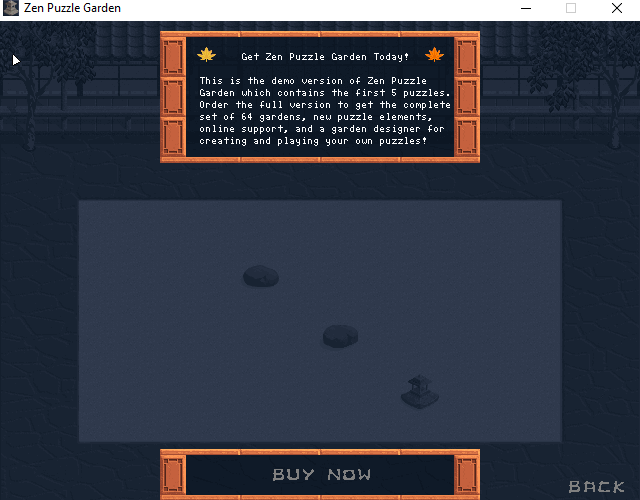 Zen Puzzle Garden
Get Zen Puzzle Garden Today!
This is the demo version of Zen Puzzle
Garden which contains the first 5 puzzles.
Order the full version to get the complete
set of 64 gardens, new puzzle elements,
online support, and a garden designer for
creating and playing your own puzzles!
BUY NOW
BACK